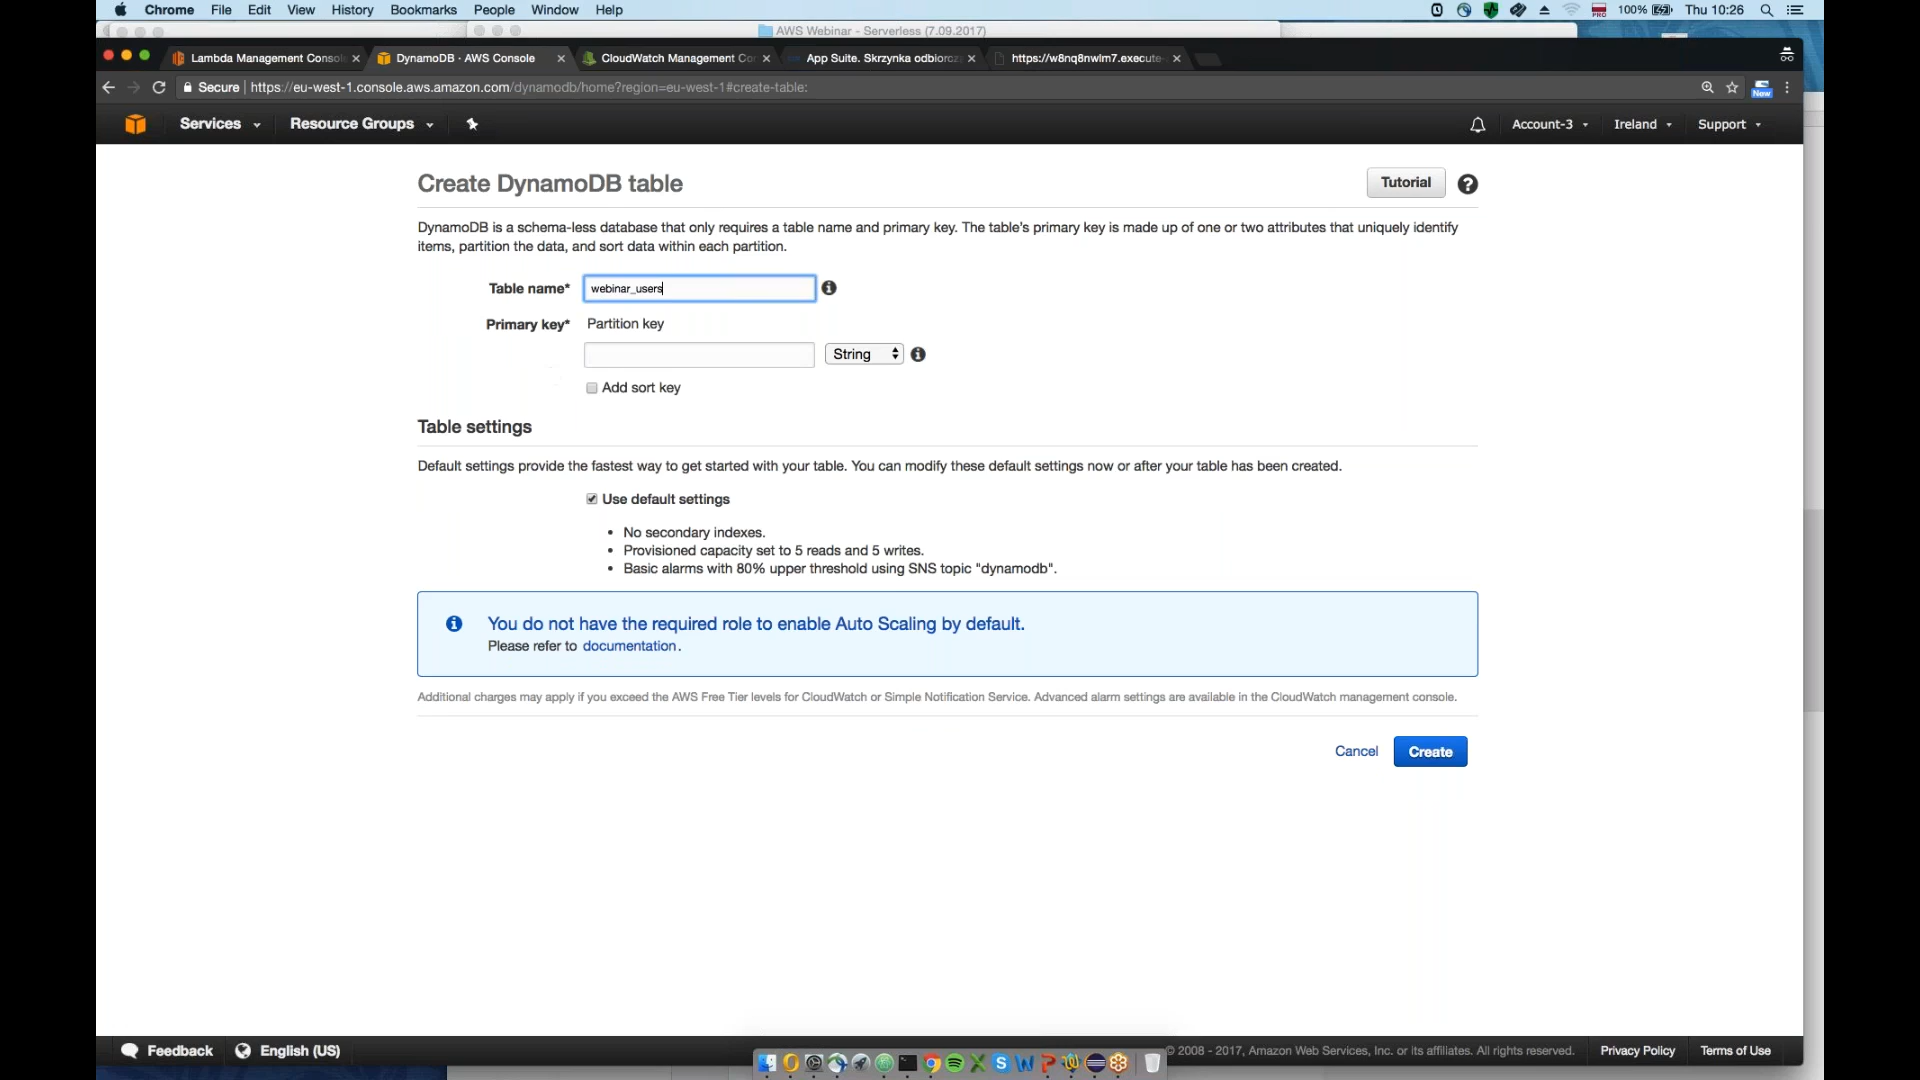 Chrome File Edit View History Bookmarks People Window Help 100% Thu 10:26
AWS Webinar - Serverless (7.09.2017)
Lambda Management Consol DynamoDB · AWS Console CloudWatch Management Co App Suite. Skrzynka odbiorcz https://w8nq8nwlm7.execute-
Secure https://eu-west-1.console.aws.amazon.com/dynamodb/home?region=eu-west-1#create-table: New
Services Resource Groups Account-3 Ireland Support
Create DynamoDB table Tutorial
DynamoDB is a schema-less database that only requires a table name and primary key. The table's primary key is made up of one or two attributes that uniquely identify
items, partition the data, and sort data within each partition.
Table name* webinar_users
Primary key* Partition key
String
Add sort key
Table settings
Default settings provide the fastest way to get started with your table. You can modify these default settings now or after your table has been created.
Use default settings
• No secondary indexes.
• Provisioned capacity set to 5 reads and 5 writes.
• Basic alarms with 80% upper threshold using SNS topic "dynamodb".
You do not have the required role to enable Auto Scaling by default.
Please refer to documentation.
Additional charges may apply if you exceed the AWS Free Tier levels for CloudWatch or Simple Notification Service. Advanced alarm settings are available in the CloudWatch management console.
Cancel Create
Feedback English (US) © 2008 - 2017, Amazon Web Services, Inc. or its affiliates. All rights reserved. Privacy Policy Terms of Use